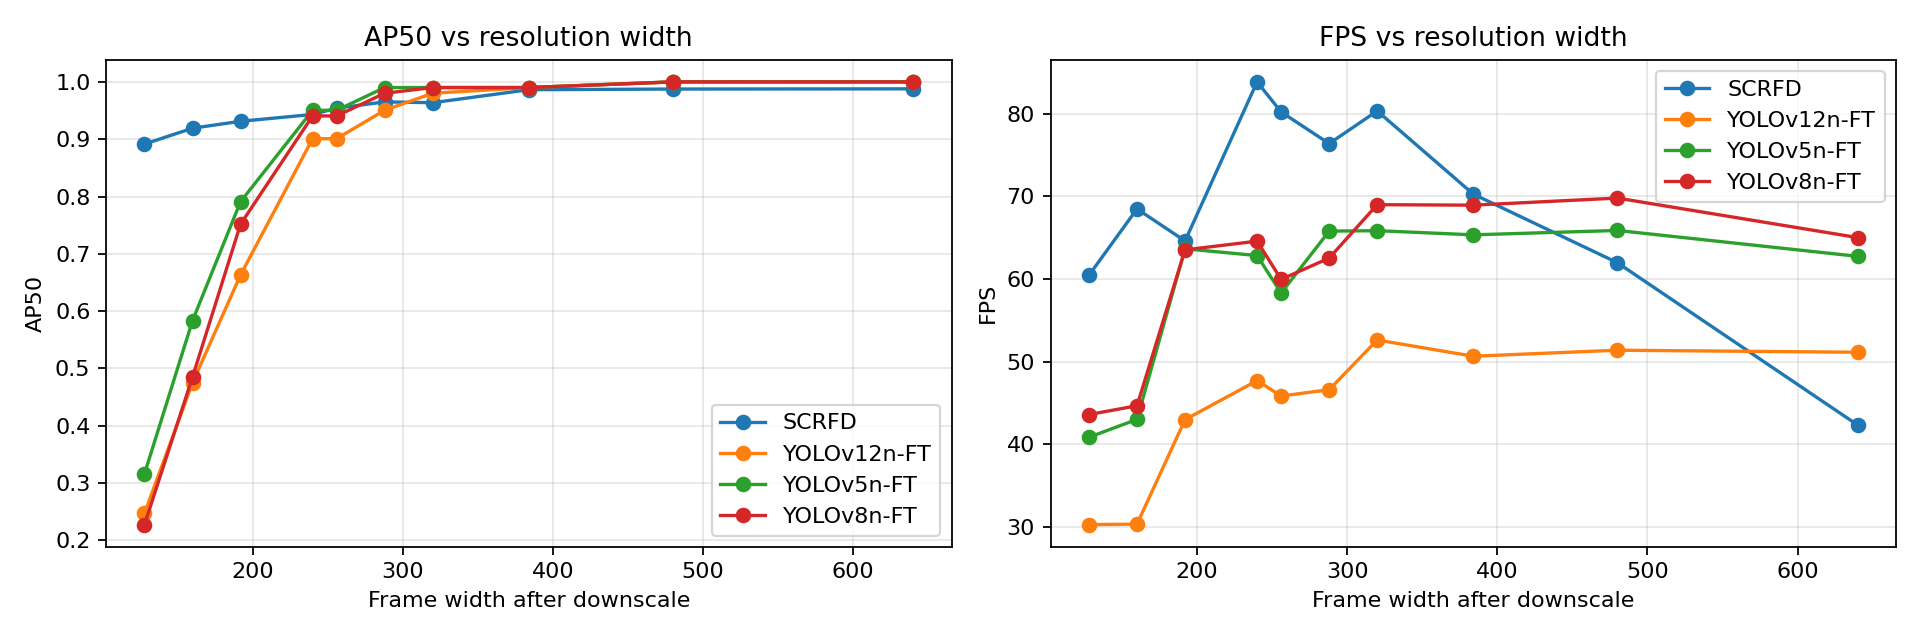 AP50 vs resolution width
1.0
0.9
0.8
0.7
0.6
0.5
0.4
0.3
0.2
AP50
200 300 400 500 600
Frame width after downscale
SCRFD
YOLOv12n-FT
YOLOv5n-FT
YOLOv8n-FT
FPS vs resolution width
80
70
60
50
40
30
FPS
200 300 400 500 600
Frame width after downscale
SCRFD
YOLOv12n-FT
YOLOv5n-FT
YOLOv8n-FT